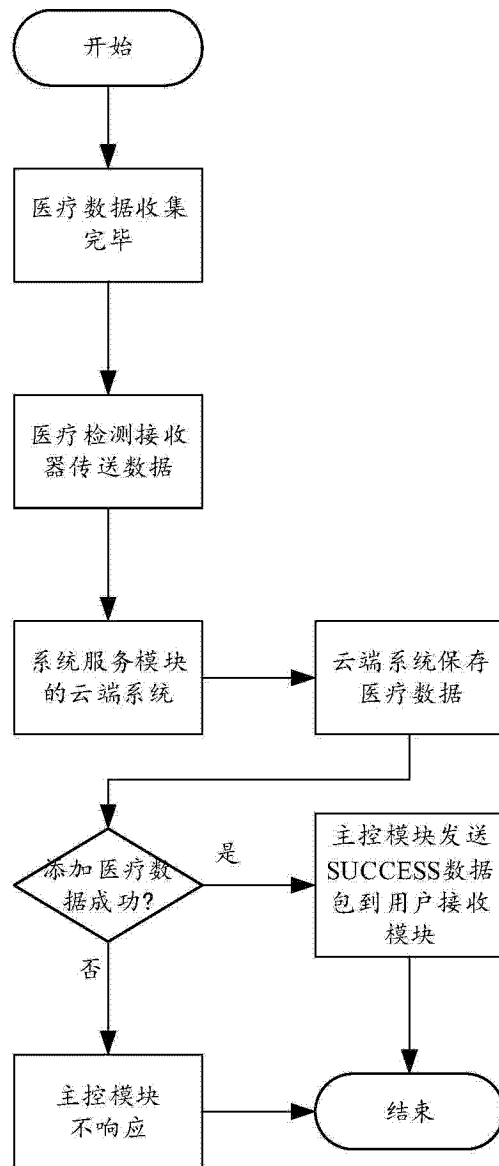 开始
医疗数据收集
完毕
医疗检测接收
器传送数据
系统服务模块
的云端系统
云端系统保存
医疗数据
添加医疗数
据成功?
是
主控模块发送
SUCCESS数据
包到用户接收
模块
否
主控模块
不响应
结束